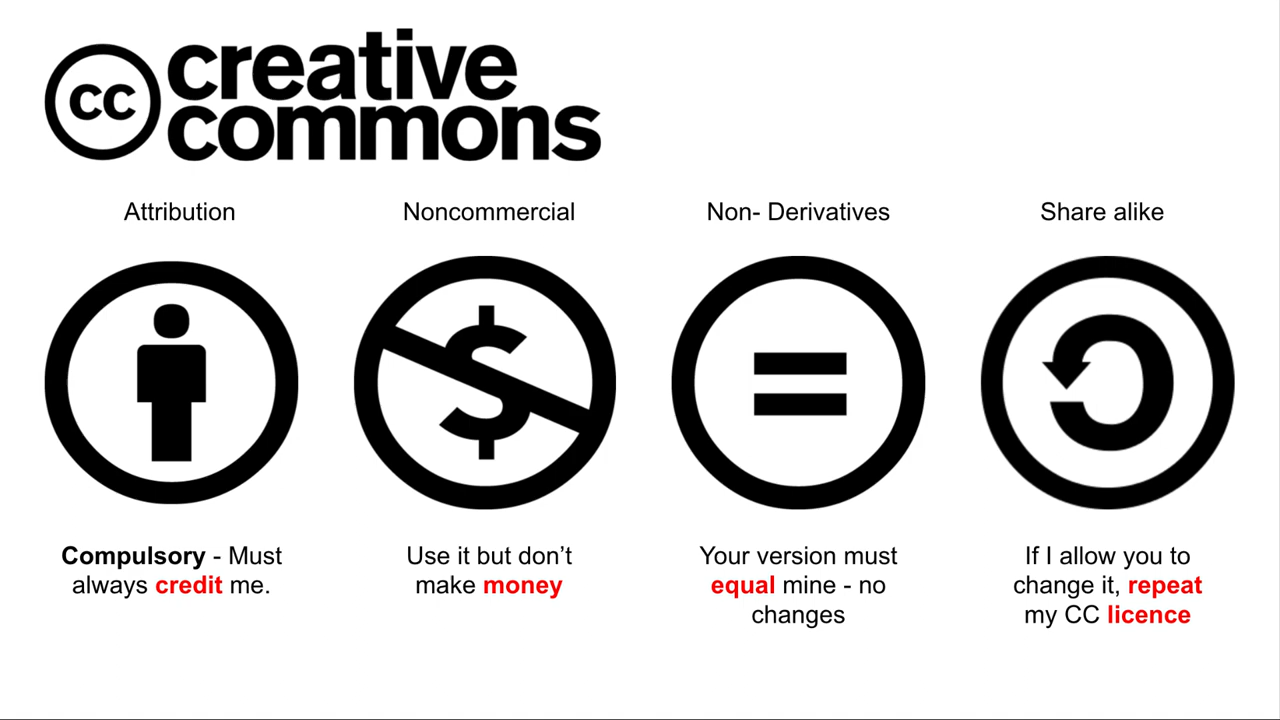 cc creative
commons
Attribution
Noncommercial
Non- Derivatives
Share alike
$
=
Compulsory - Must
always credit me.
Use it but don’t
make money
Your version must
equal mine - no
changes
If I allow you to
change it, repeat
my CC licence